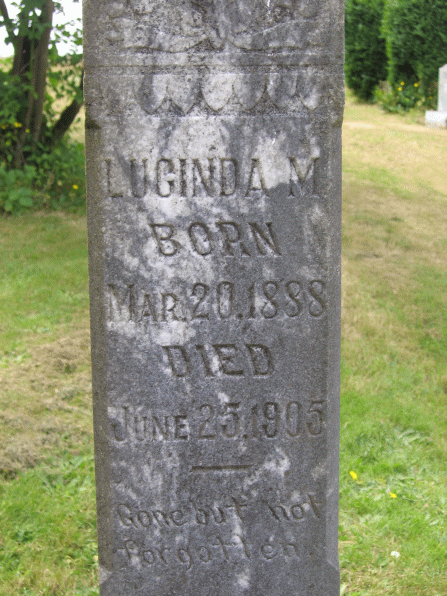 LUCINDA M
BORN
MAR. 20, 1888
DIED
JUNE 25, 1905
Gone but not
forgotten